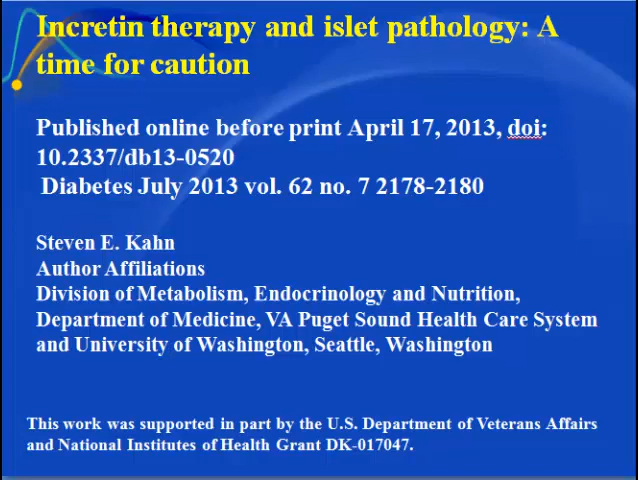 Incretin therapy and islet pathology: A
time for caution
Published online before print April 17, 2013, doi:
10.2337/db13-0520
Diabetes July 2013 vol. 62 no. 7 2178-2180
Steven E. Kahn
Author Affiliations
Division of Metabolism, Endocrinology and Nutrition,
Department of Medicine, VA Puget Sound Health Care System
and University of Washington, Seattle, Washington
This work was supported in part by the U.S. Department of Veterans Affairs
and National Institutes of Health Grant DK-017047.